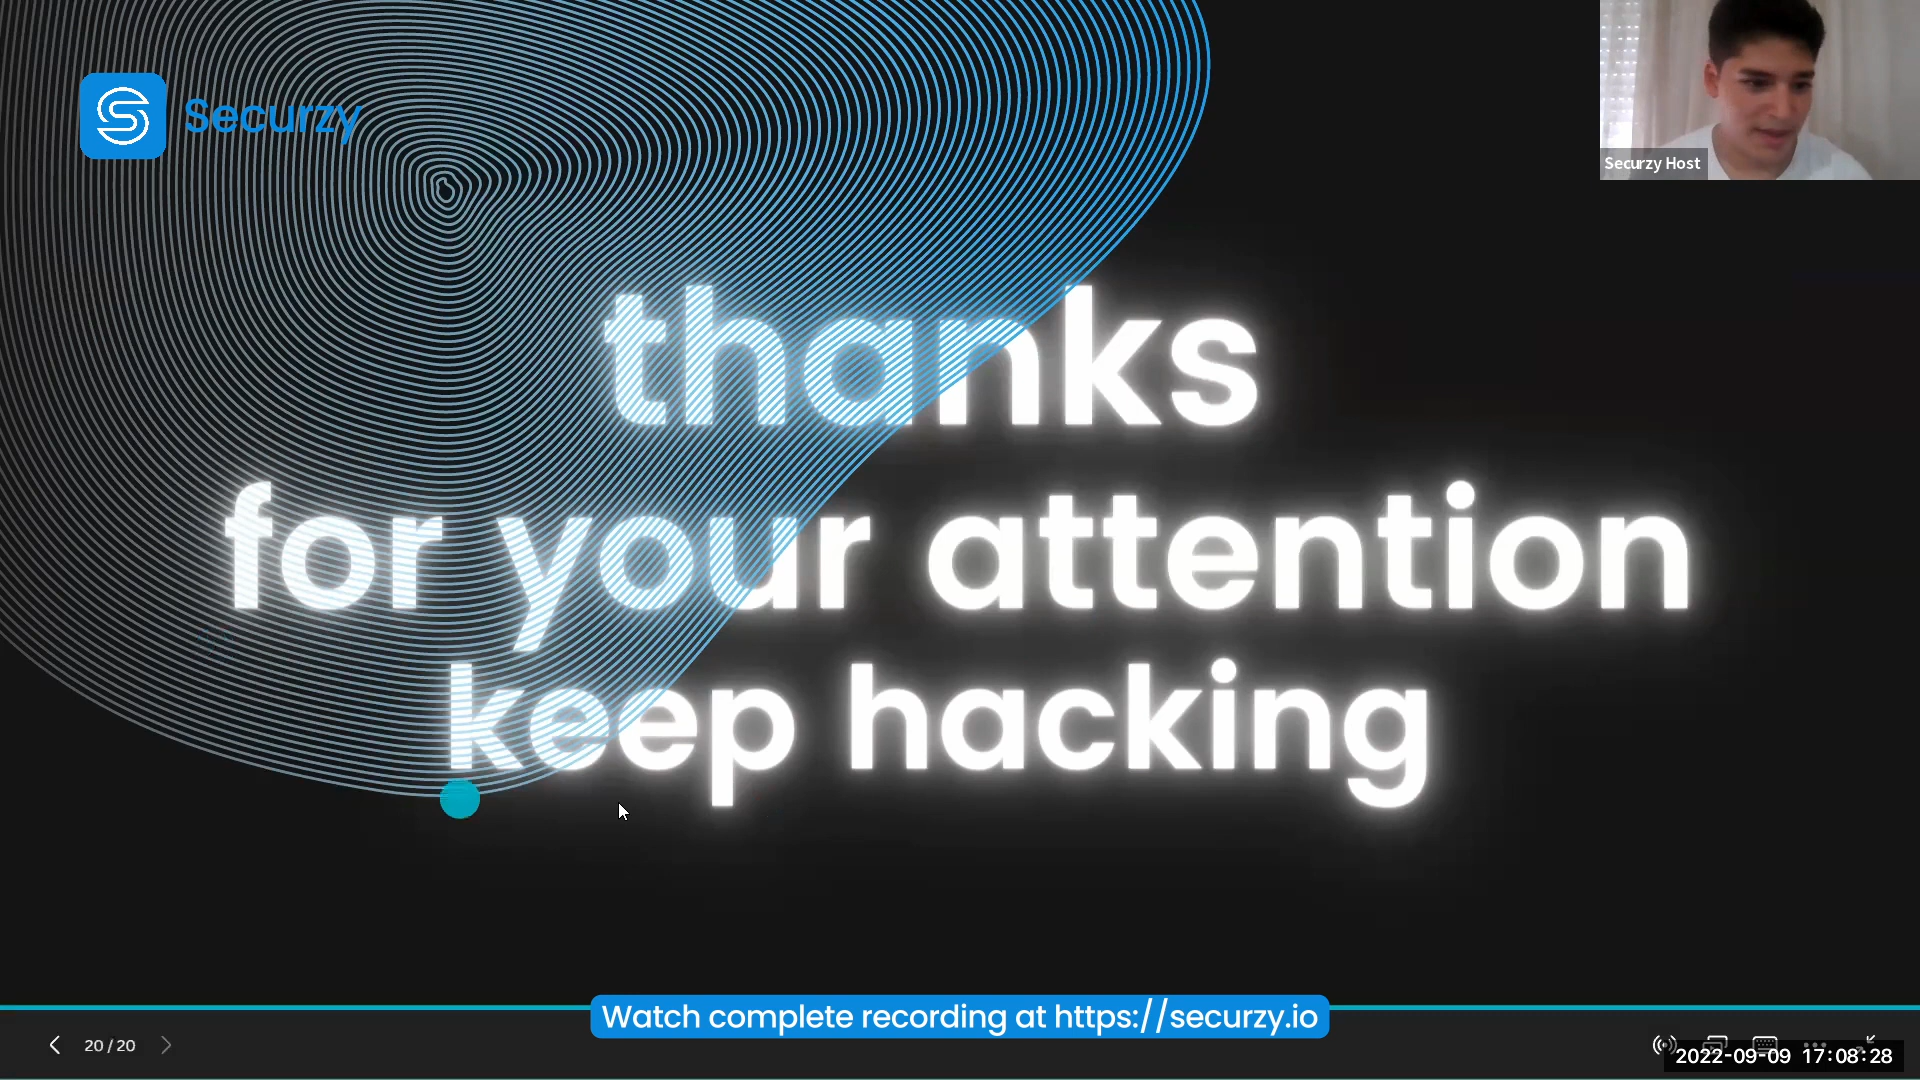 Securzy
Securzy Host
thanks
for your attention
keep hacking
Watch complete recording at https://securzy.io
20 / 20
2022-09-09 17:08:28